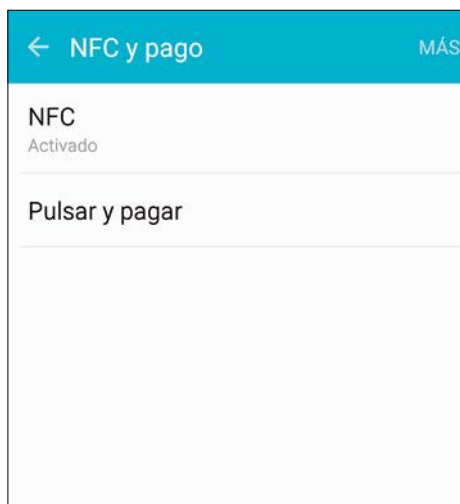 NFC y pago
MÁS
NFC
Activado
Pulsar y pagar